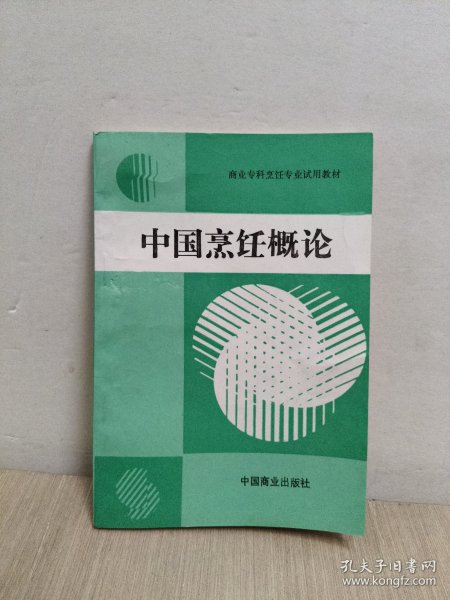 商业专科烹饪专业试用教材
中国烹饪概论
中国商业出版社
孔夫子旧书网
www.kongfz.com